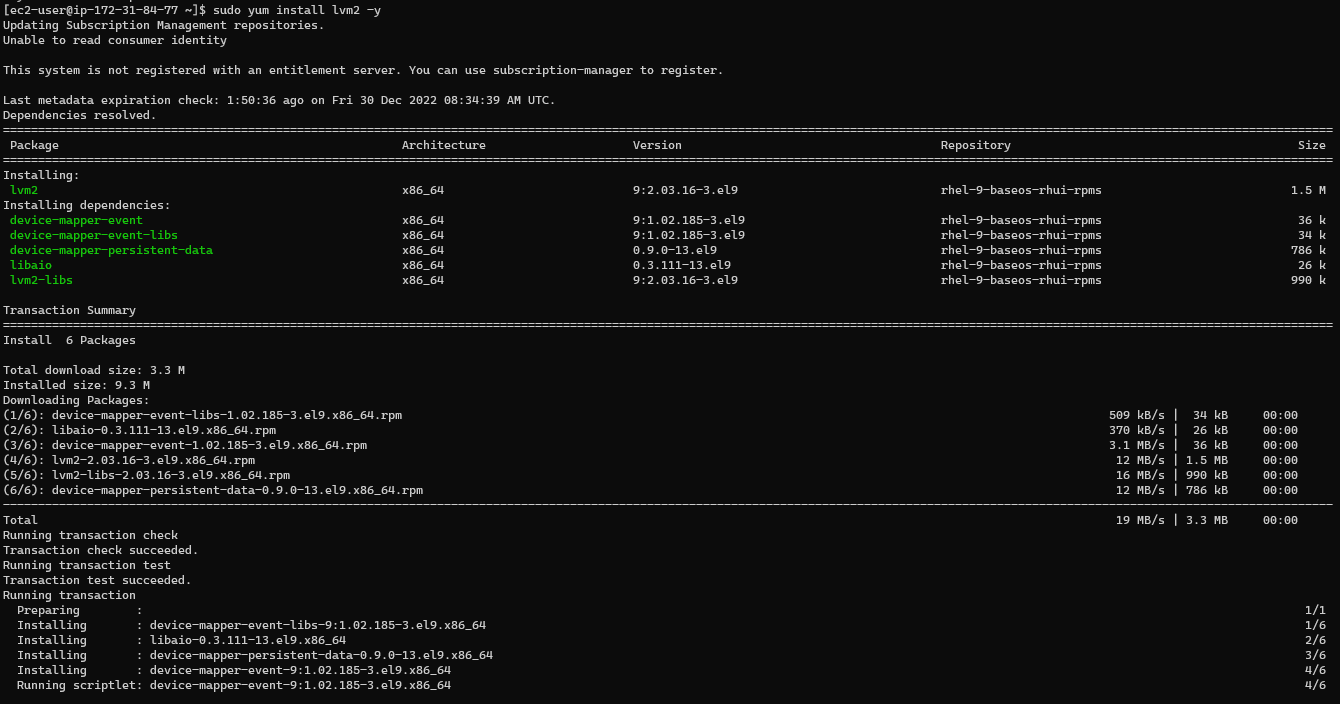 [ec2-user@ip-172-31-84-77 ~]$ sudo yum install lvm2 -y
Updating Subscription Management repositories.
Unable to read consumer identity
This system is not registered with an entitlement server. You can use subscription-manager to register.
Last metadata expiration check: 1:50:36 ago on Fri 30 Dec 2022 08:34:39 AM UTC.
Dependencies resolved.
Package Architecture Version Repository Size
Installing:
lvm2 x86_64 9:2.03.16-3.el9 rhel-9-baseos-rhui-rpms 1.5 M
Installing dependencies:
device-mapper-event x86_64 9:1.02.185-3.el9 rhel-9-baseos-rhui-rpms 36 k
device-mapper-event-libs x86_64 9:1.02.185-3.el9 rhel-9-baseos-rhui-rpms 34 k
device-mapper-persistent-data x86_64 0.9.0-13.el9 rhel-9-baseos-rhui-rpms 786 k
libaio x86_64 0.3.111-13.el9 rhel-9-baseos-rhui-rpms 26 k
lvm2-libs x86_64 9:2.03.16-3.el9 rhel-9-baseos-rhui-rpms 990 k
Transaction Summary
Install 6 Packages
Total download size: 3.3 M
Installed size: 9.3 M
Downloading Packages:
(1/6): device-mapper-event-libs-1.02.185-3.el9.x86_64.rpm 509 kB/s | 34 kB 00:00
(2/6): libaio-0.3.111-13.el9.x86_64.rpm 370 kB/s | 26 kB 00:00
(3/6): device-mapper-event-1.02.185-3.el9.x86_64.rpm 3.1 MB/s | 36 kB 00:00
(4/6): lvm2-2.03.16-3.el9.x86_64.rpm 12 MB/s | 1.5 MB 00:00
(5/6): lvm2-libs-2.03.16-3.el9.x86_64.rpm 16 MB/s | 990 kB 00:00
(6/6): device-mapper-persistent-data-0.9.0-13.el9.x86_64.rpm 12 MB/s | 786 kB 00:00
Total 19 MB/s | 3.3 MB 00:00
Running transaction check
Transaction check succeeded.
Running transaction test
Transaction test succeeded.
Running transaction
Preparing : 1/1
Installing : device-mapper-event-libs-9:1.02.185-3.el9.x86_64 1/6
Installing : libaio-0.3.111-13.el9.x86_64 2/6
Installing : device-mapper-persistent-data-0.9.0-13.el9.x86_64 3/6
Installing : device-mapper-event-9:1.02.185-3.el9.x86_64 4/6
Running scriptlet: device-mapper-event-9:1.02.185-3.el9.x86_64 4/6